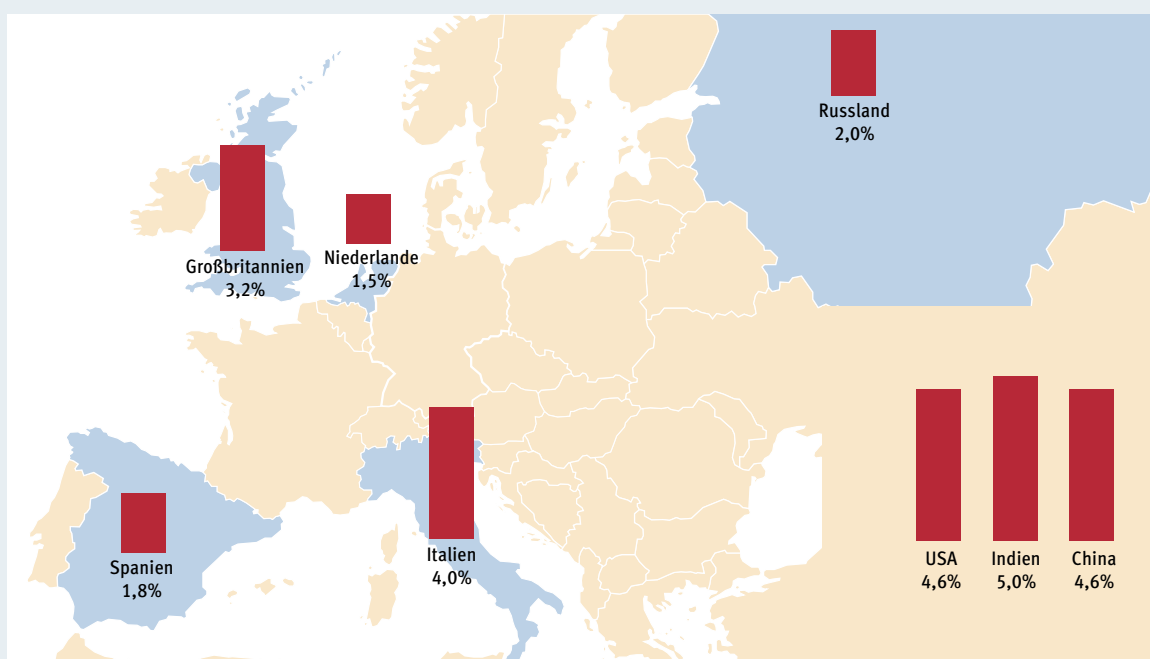 Russland
2,0%
Großbritannien
3,2%
Niederlande
1,5%
USA
4,6%
Indien
5,0%
China
4,6%
Italien
4,0%
Spanien
1,8%